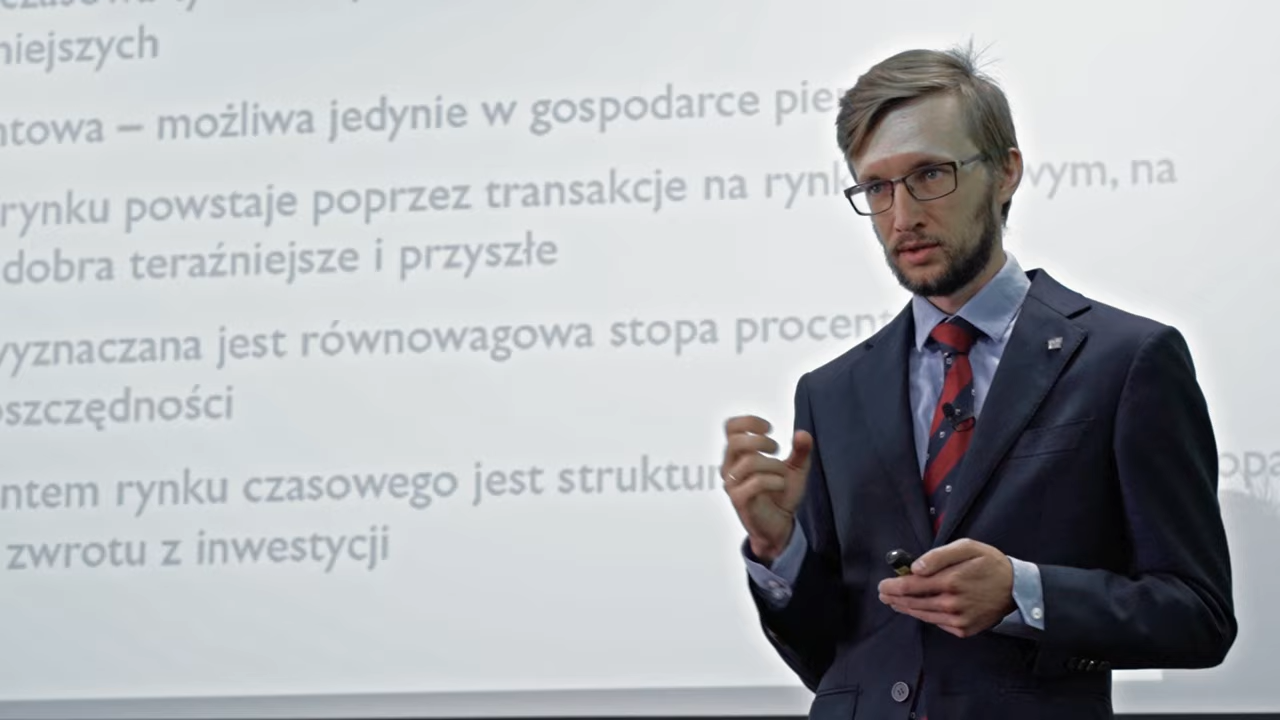 niejszych
ntowa – możliwa jedynie w gospodarce pie
rynku powstaje poprzez transakcje na rynk wym, na
dobra teraźniejsze i przyszłe
yznaczana jest równowagowa stopa procent
oszczędności
ntem rynku czasowego jest struktur opa
zwrotu z inwestycji